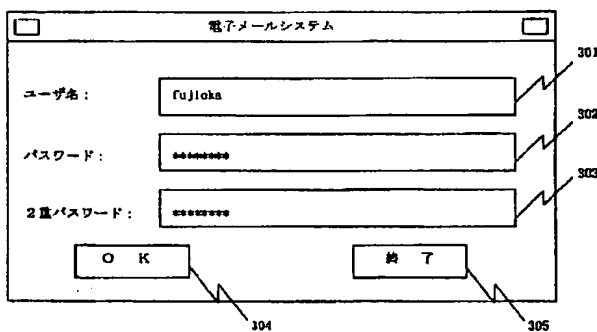 電子メールシステム
301
ユーザ名： fujioka
302
パスワード： ********
303
2重パスワード： ********
OK 終了
304 305